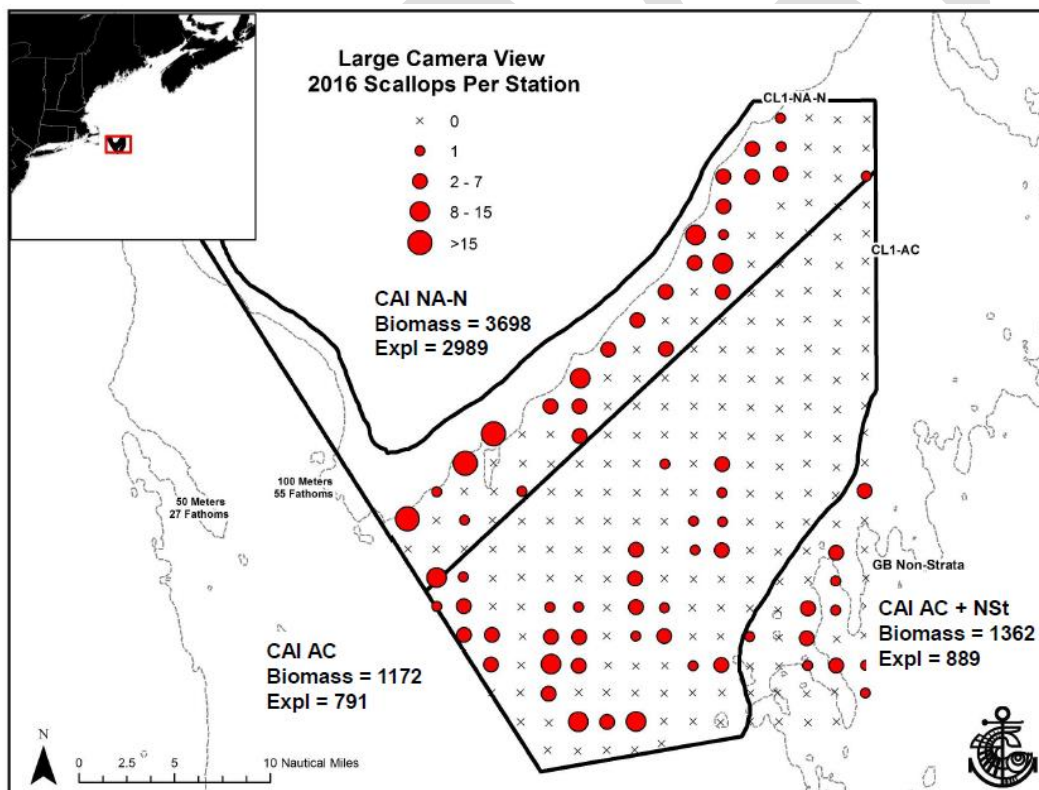 Large Camera View
2016 Scallops Per Station
0
1
2 - 7
8 - 15
>15
CL1-NA-N
CL1-AC
CAI NA-N
Biomass = 3698
Expl = 2989
100 Meters
55 Fathoms
50 Meters
27 Fathoms
GB Non-Strata
CAI AC + NSt
Biomass = 1362
Expl = 889
CAI AC
Biomass = 1172
Expl = 791
N
0 2.5 5 10 Nautical Miles